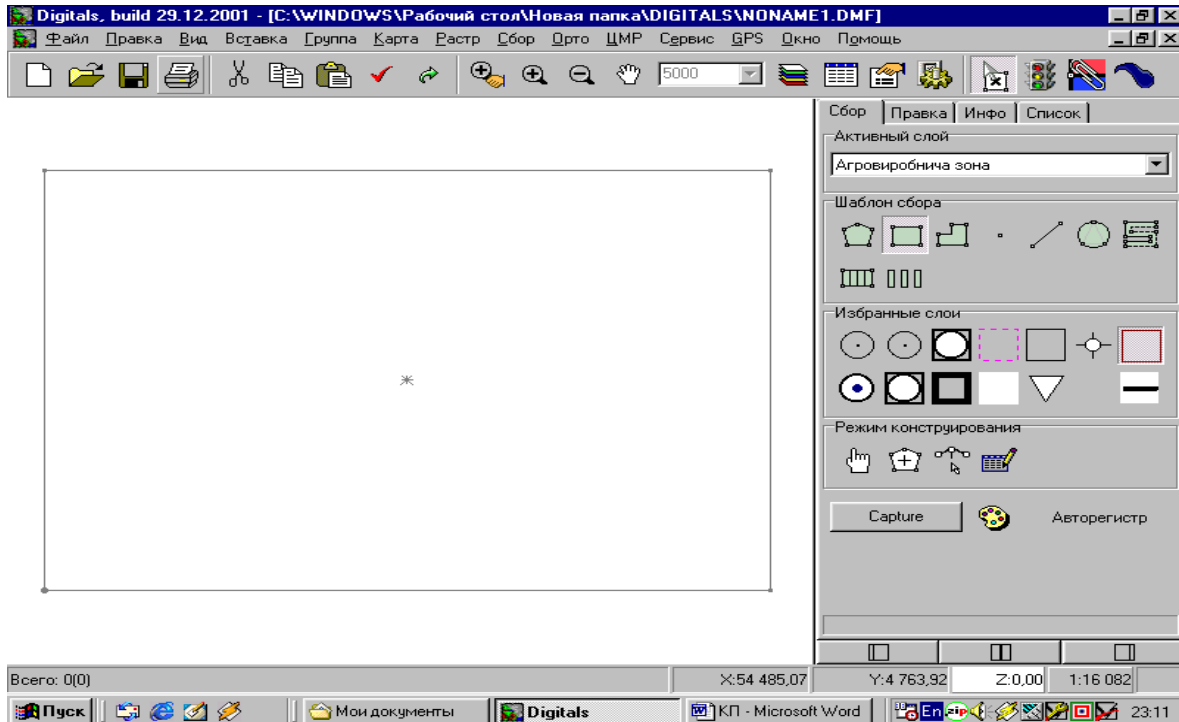 Digitals, build 29.12.2001 - [C:\WINDOWS\Рабочий стол\Новая папка\DIGITALS\NONAME1.DMF]
Файл Правка Вид Вставка Группа Карта Растр Сбор Орто ЦМР Сервис GPS Окно Помощь
5000
Сбор Правка Инфо Список
Активный слой
Агровиробнича зона
Шаблон сбора
Избранные слои
Режим конструирования
Capture Авторегистр
Всего: 0(0) X:54 485,07 Y:4 763,92 Z:0,00 1:16 082
Пуск Мои документы Digitals КП - Microsoft Word En zip 23:11